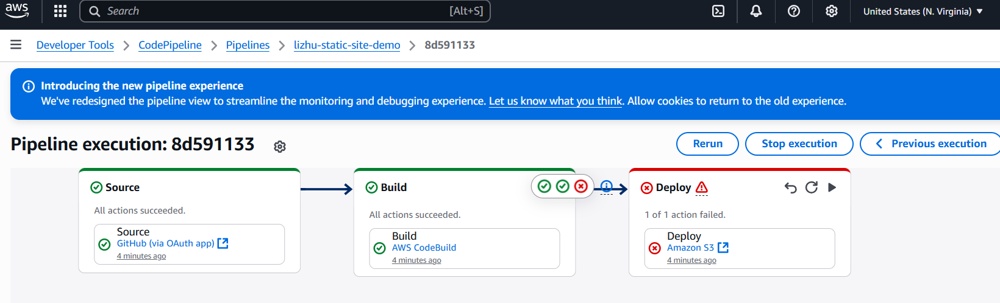 aws
Search
[Alt+S]
United States (N. Virginia)
Developer Tools
CodePipeline
Pipelines
lizhu-static-site-demo
8d591133
Introducing the new pipeline experience
We've redesigned the pipeline view to streamline the monitoring and debugging experience. Let us know what you think. Allow cookies to return to the old experience.
Pipeline execution: 8d591133
Rerun
Stop execution
Previous execution
Source
All actions succeeded.
Source
GitHub (via OAuth app)
4 minutes ago
Build
All actions succeeded.
Build
AWS CodeBuild
4 minutes ago
Deploy
1 of 1 action failed.
Deploy
Amazon S3
4 minutes ago